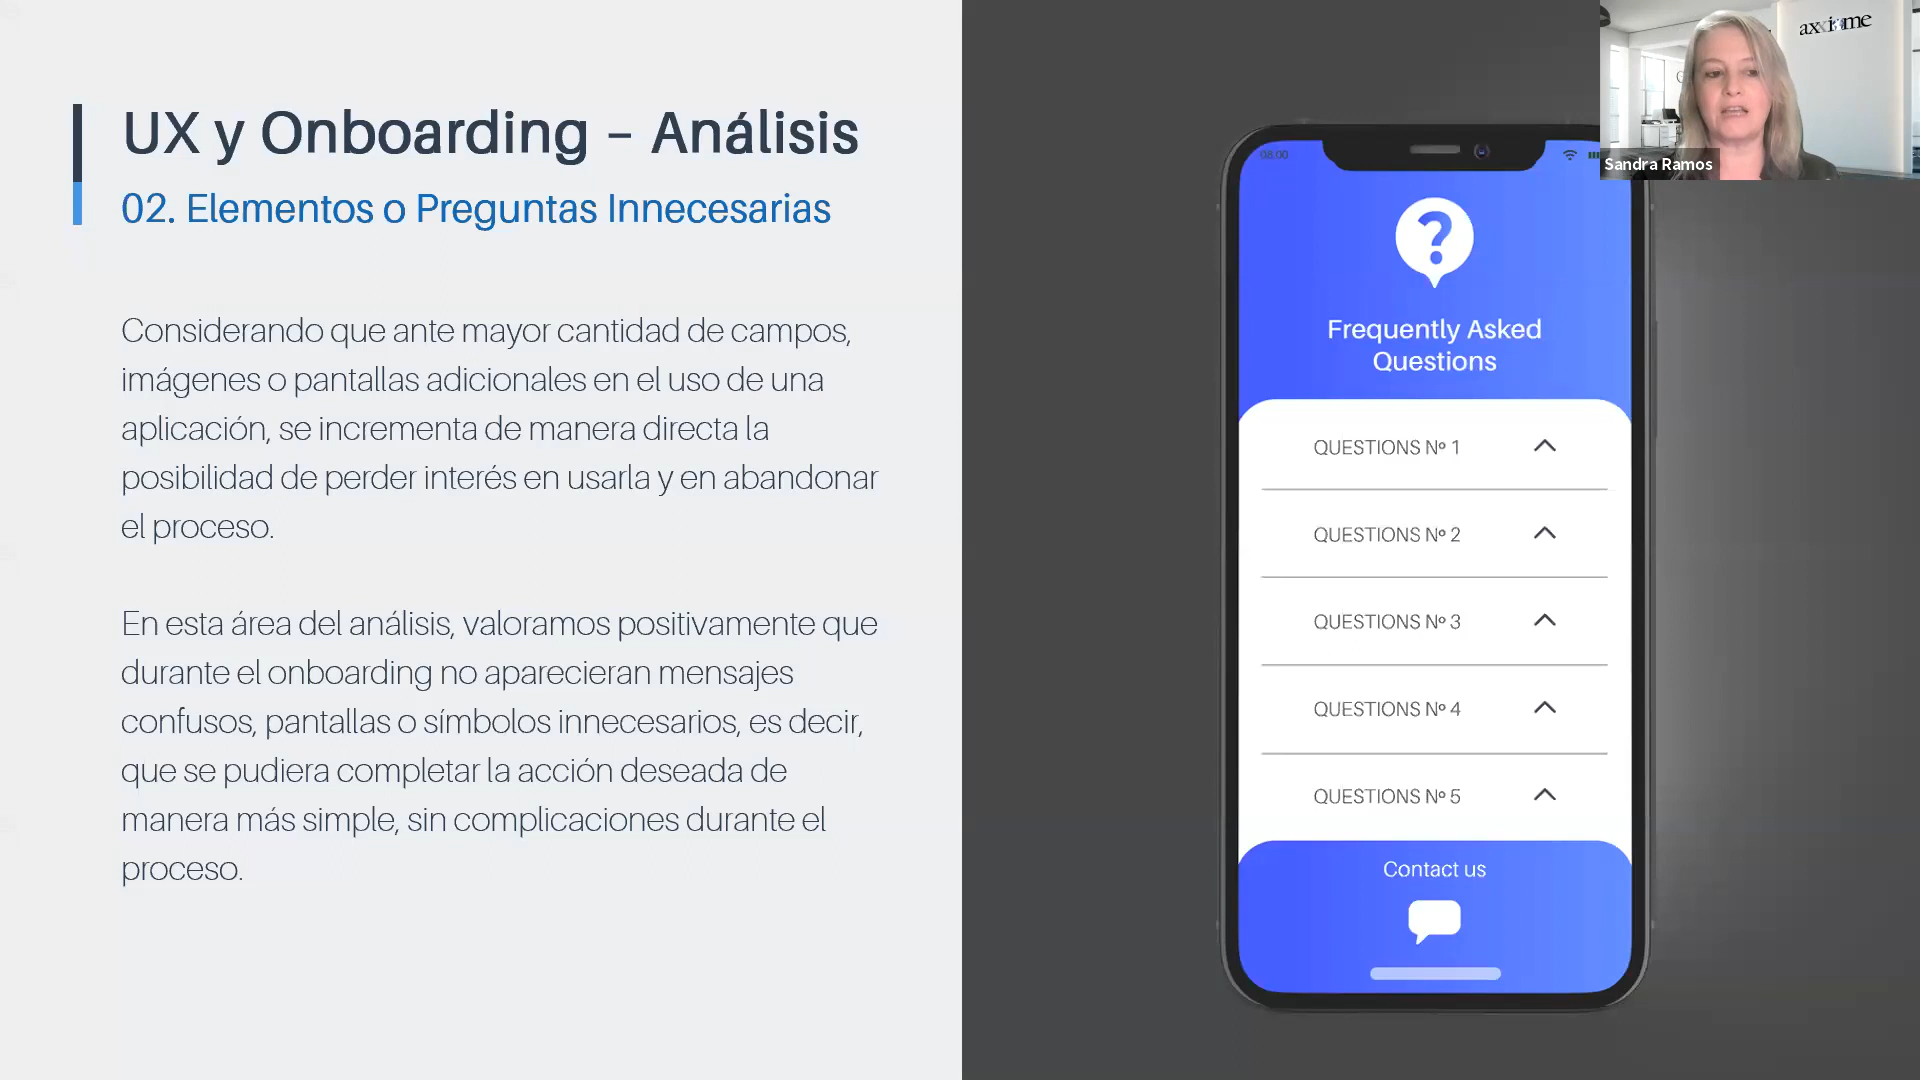 UX y Onboarding – Análisis
02. Elementos o Preguntas Innecesarias
Considerando que ante mayor cantidad de campos,
imágenes o pantallas adicionales en el uso de una
aplicación, se incrementa de manera directa la
posibilidad de perder interés en usarla y en abandonar
el proceso.
En esta área del análisis, valoramos positivamente que
durante el onboarding no aparecieran mensajes
confusos, pantallas o símbolos innecesarios, es decir,
que se pudiera completar la acción deseada de
manera más simple, sin complicaciones durante el
proceso.
08.00
Frequently Asked
Questions
QUESTIONS Nº 1
QUESTIONS Nº 2
QUESTIONS Nº 3
QUESTIONS Nº 4
QUESTIONS Nº 5
Contact us
Sandra Ramos